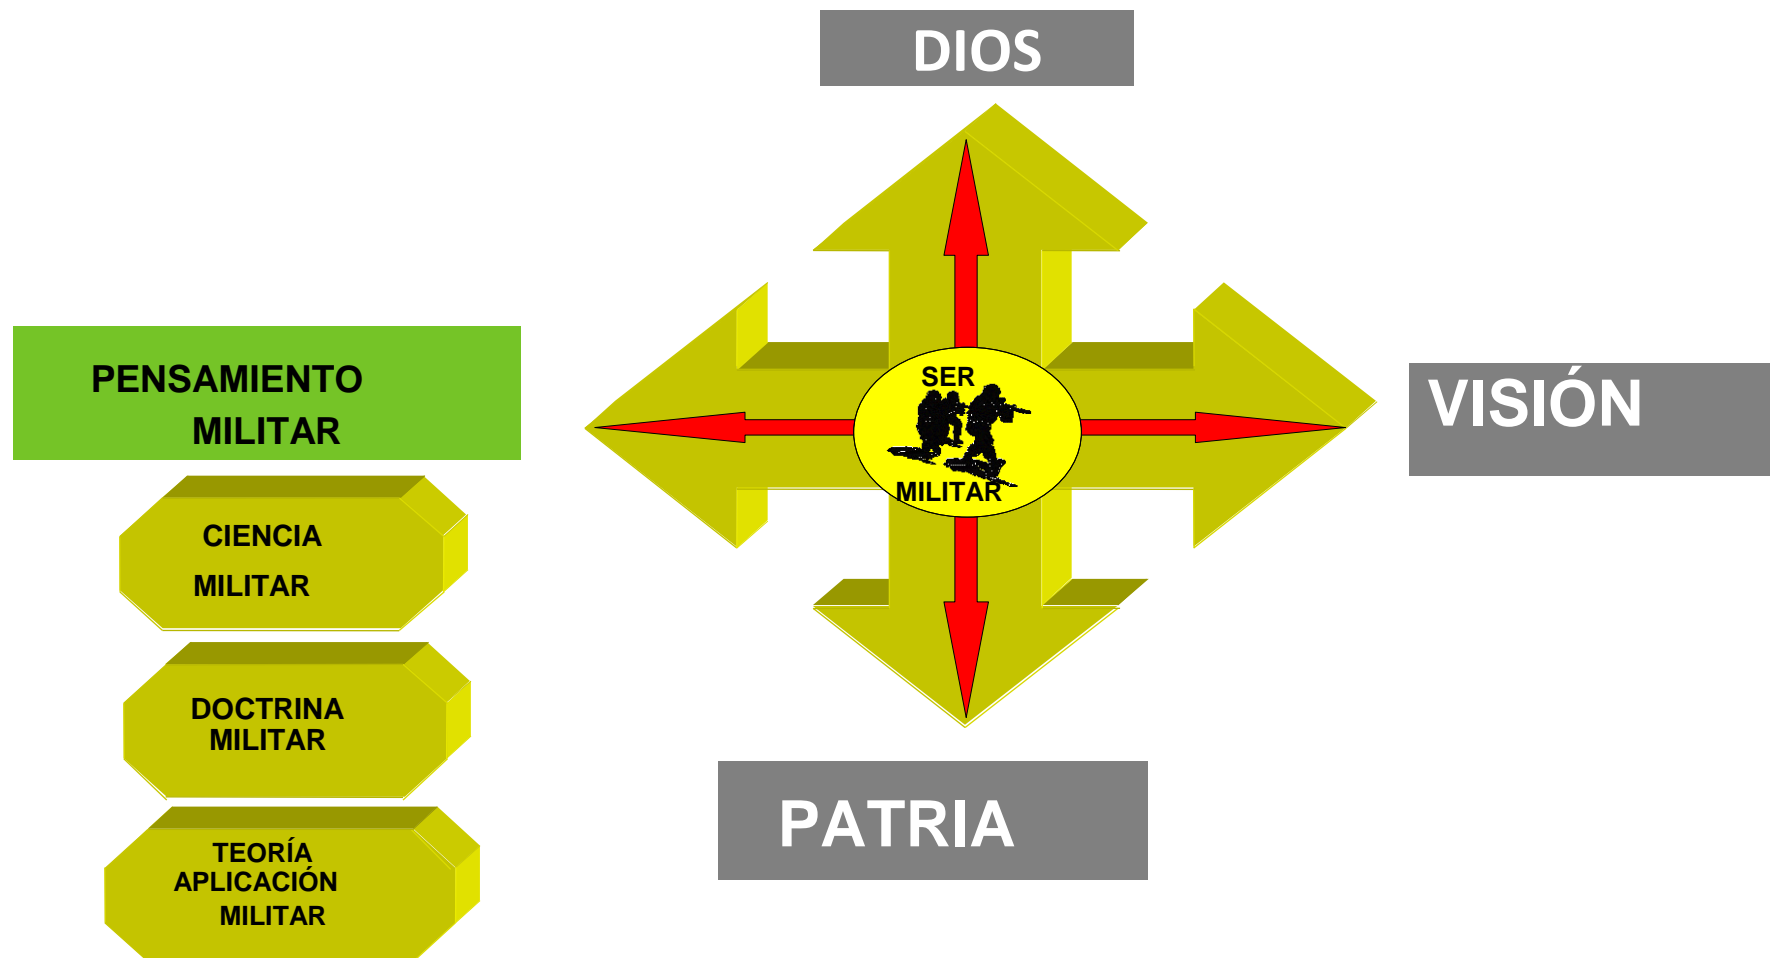 DIOS
PENSAMIENTO
MILITAR
SER
MILITAR
VISIÓN
CIENCIA
MILITAR
DOCTRINA
MILITAR
TEORÍA
APLICACIÓN
MILITAR
PATRIA